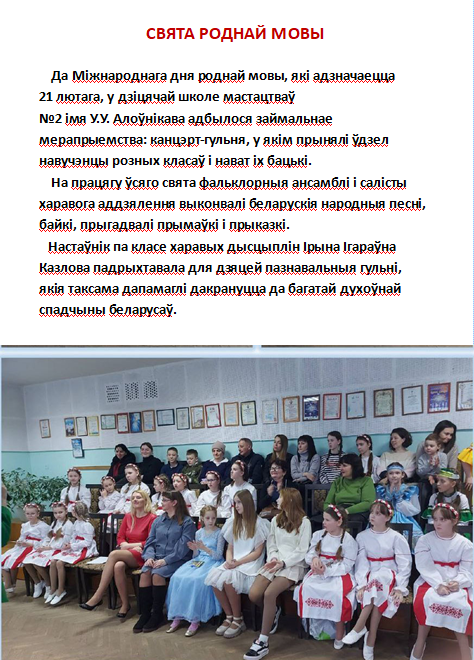 СВЯТА РОДНАЙ МОВЫ
Да Міжнароднага дня роднай мовы, які адзначаецца
21 лютага, у дзіцячай школе мастацтваў
№2 імя У.У. Алоўнікава адбылося займальнае
мерапрыемства: канцэрт-гульня, у якім прынялі ўдзел
навучэнцы розных класаў і нават іх бацькі.
На працягу ўсяго свята фальклорныя ансамблі і салісты
харавога аддзялення выконвалі беларускія народныя песні,
байкі, прыгадвалі прымаўкі і прыказкі.
Настаўнік па класе харавых дысцыплін Ірына Ігараўна
Казлова падрыхтавала для дзяцей пазнавальныя гульні,
якія таксама дапамаглі дакрануцца да багатай духоўнай
спадчыны беларусаў.